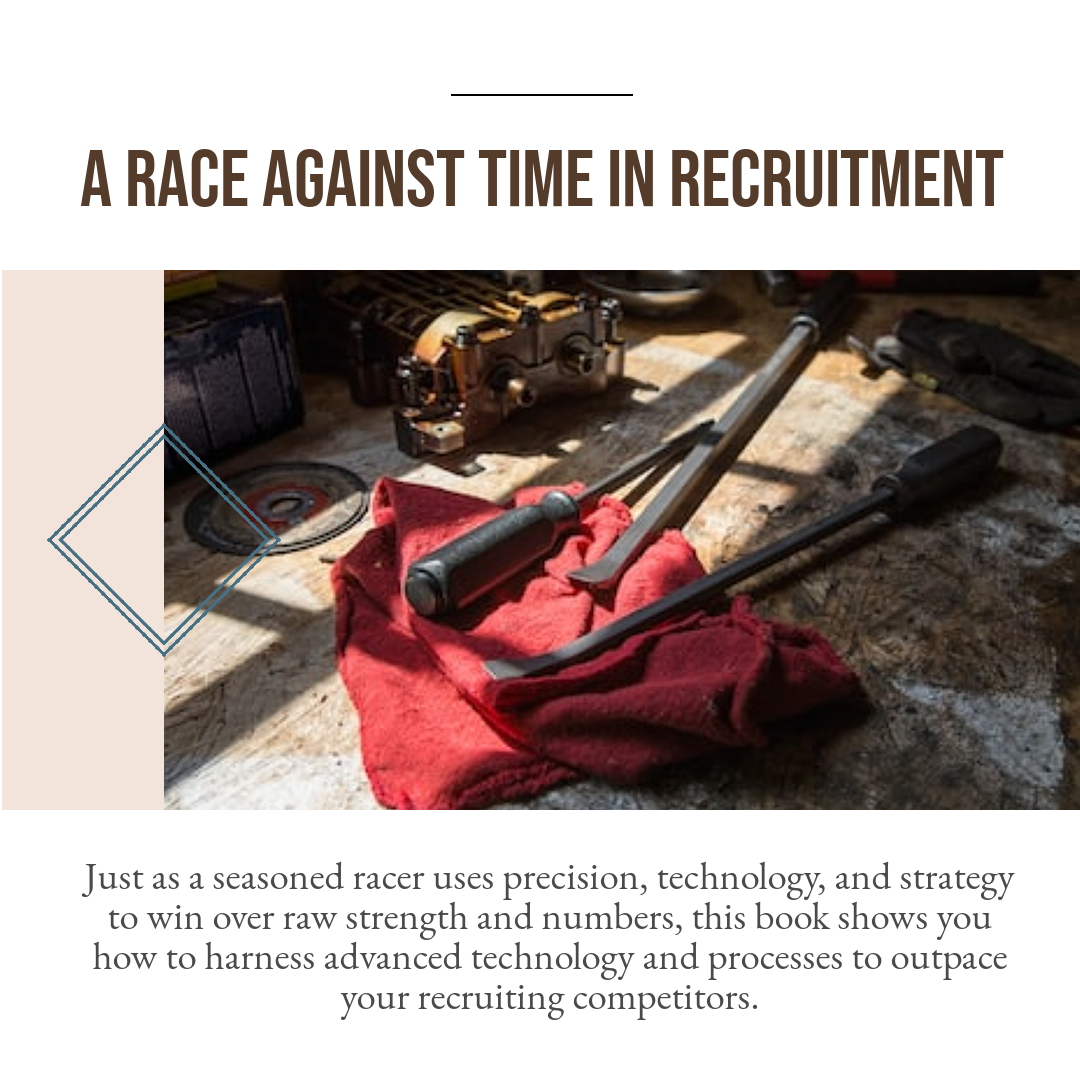 A RACE AGAINST TIME IN RECRUITMENT
Just as a seasoned racer uses precision, technology, and strategy
to win over raw strength and numbers, this book shows you
how to harness advanced technology and processes to outpace
your recruiting competitors.